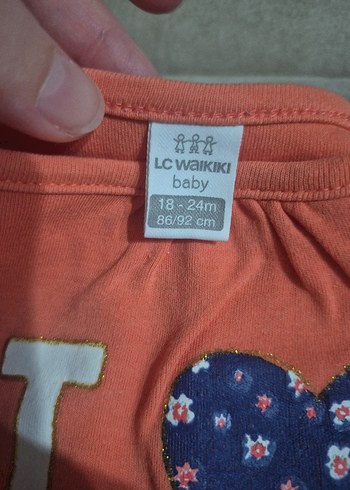 LC WAIKIKI
baby
18 - 24m
86/92 cm
I